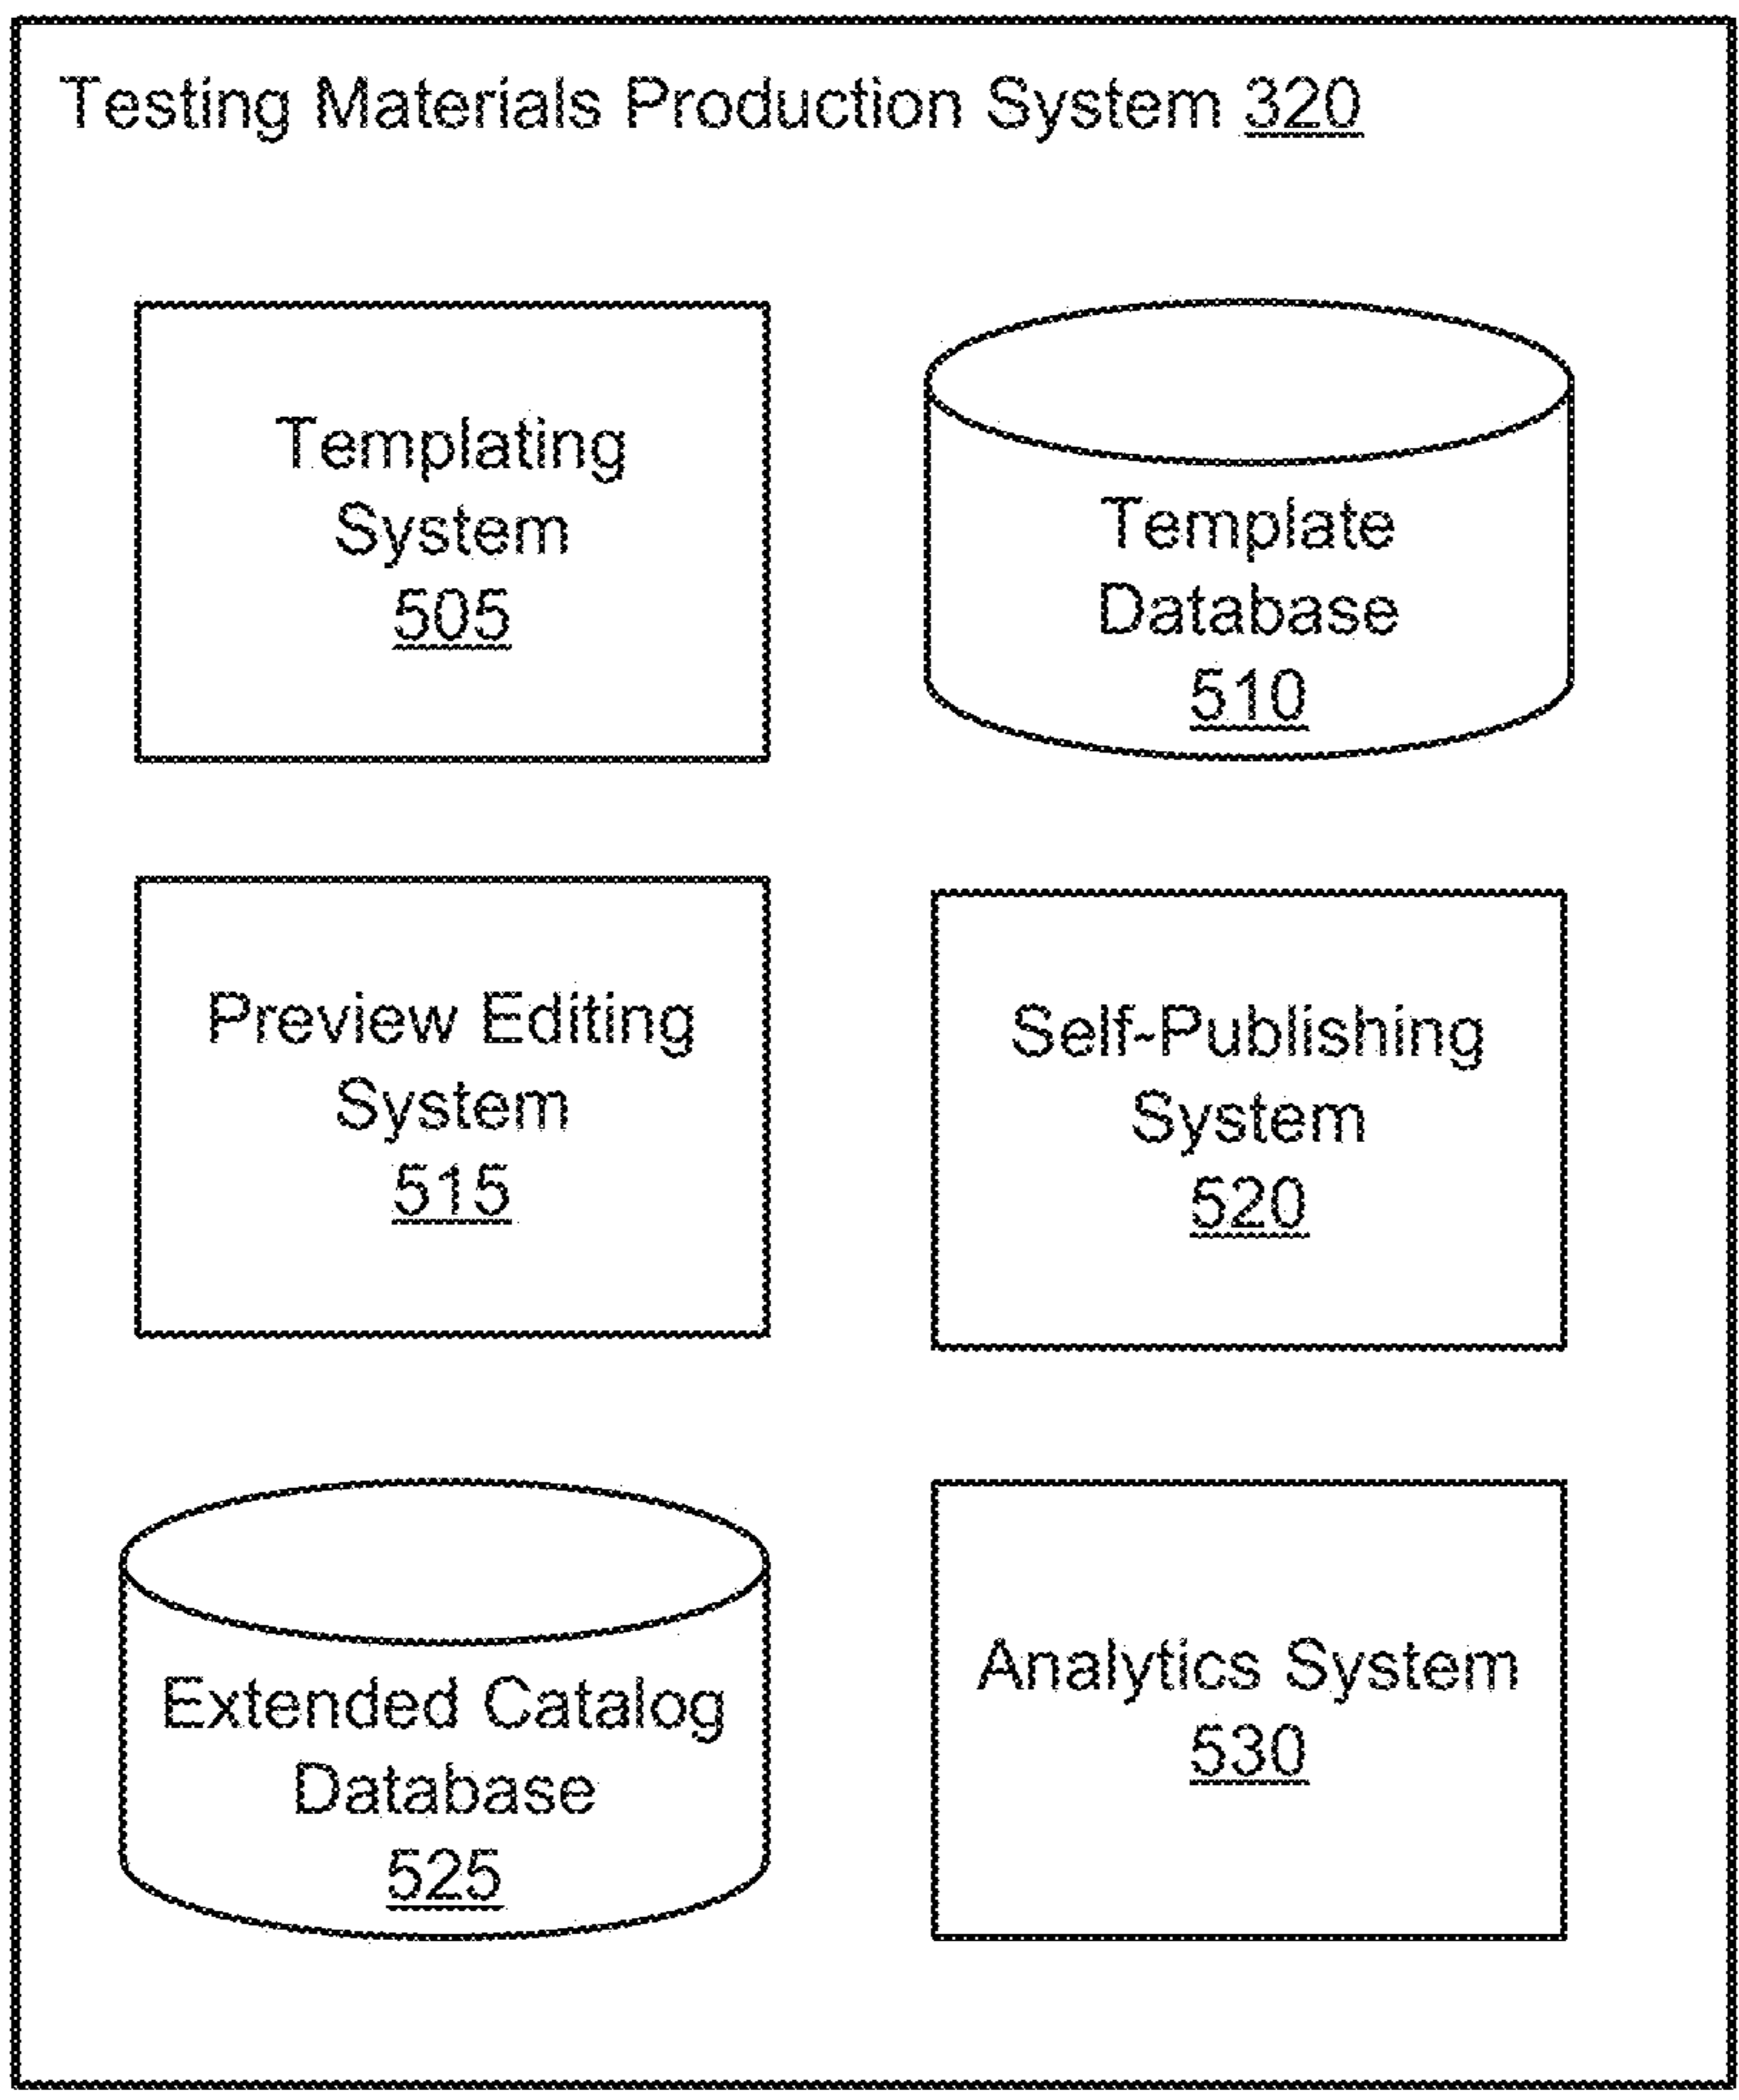 Testing Materials Production System 320
Templating
System
505
Template
Database
510
Preview Editing
System
515
Self-Publishing
System
520
Extended Catalog
Database
525
Analytics System
530